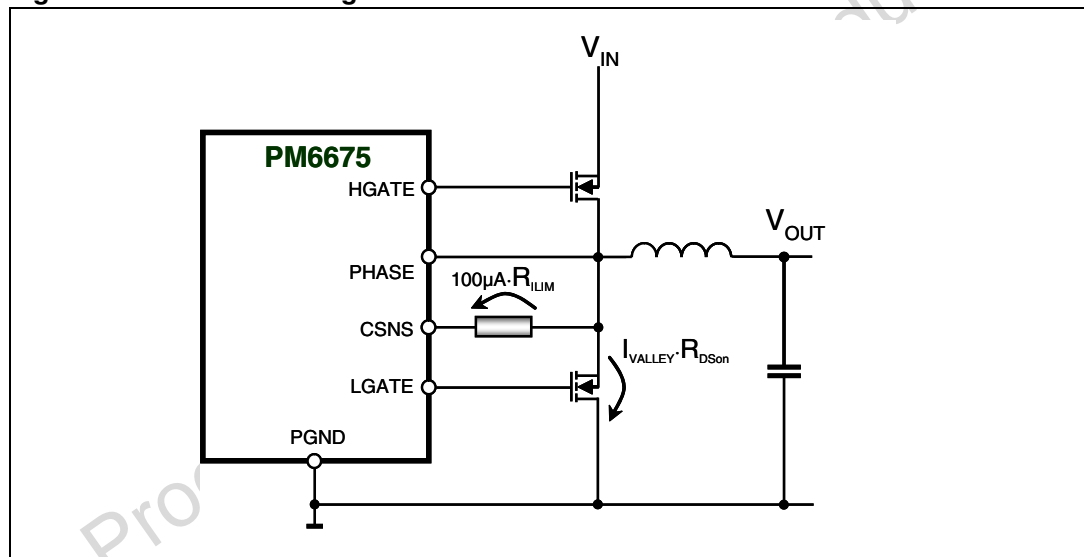 V_IN
PM6675
HGATE
V_OUT
PHASE
100µA·R_ILIM
CSNS
I_VALLEY·R_DSon
LGATE
PGND